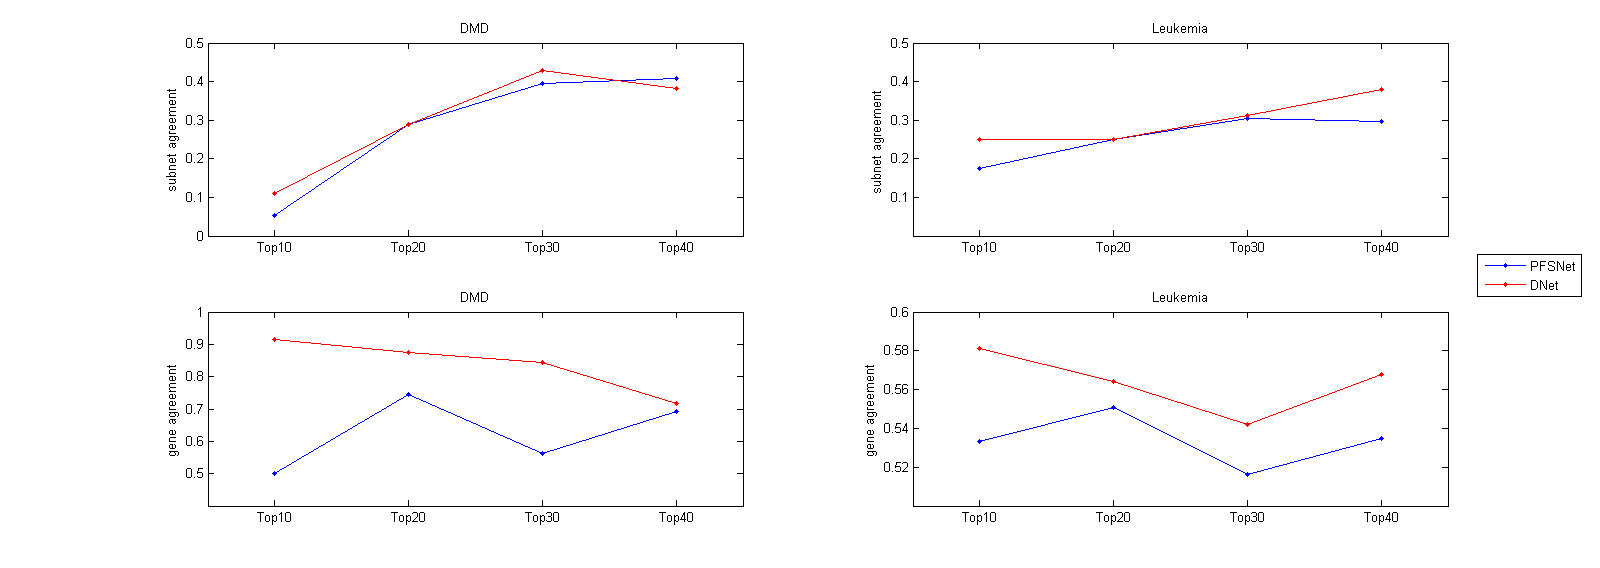 DMD
0.5
0.4
0.3
0.2
0.1
0
subnet agreement
Top10 Top20 Top30 Top40
Leukemia
0.5
0.4
0.3
0.2
0.1
subnet agreement
Top10 Top20 Top30 Top40
PFSNet
DNet
DMD
1
0.9
0.8
0.7
0.6
0.5
gene agreement
Top10 Top20 Top30 Top40
Leukemia
0.6
0.58
0.56
0.54
0.52
gene agreement
Top10 Top20 Top30 Top40